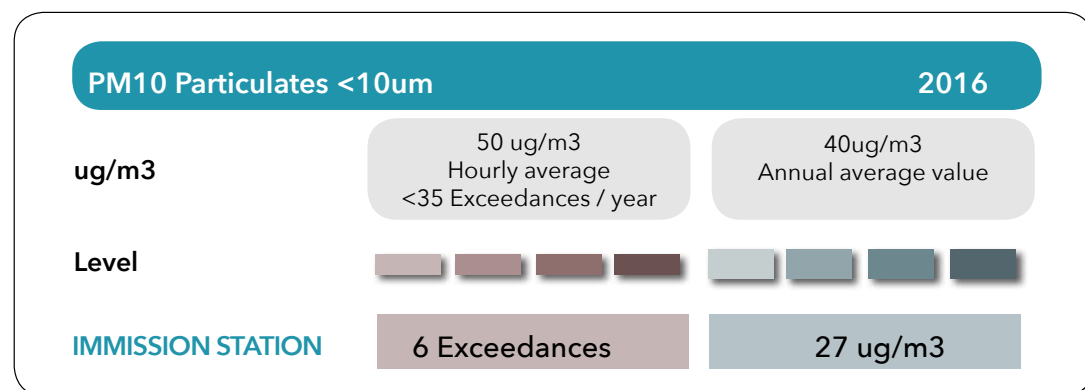 PM10 Particulates <10um 2016
ug/m3
50 ug/m3
Hourly average
<35 Exceedances / year
40ug/m3
Annual average value
Level
IMMISSION STATION 6 Exceedances 27 ug/m3